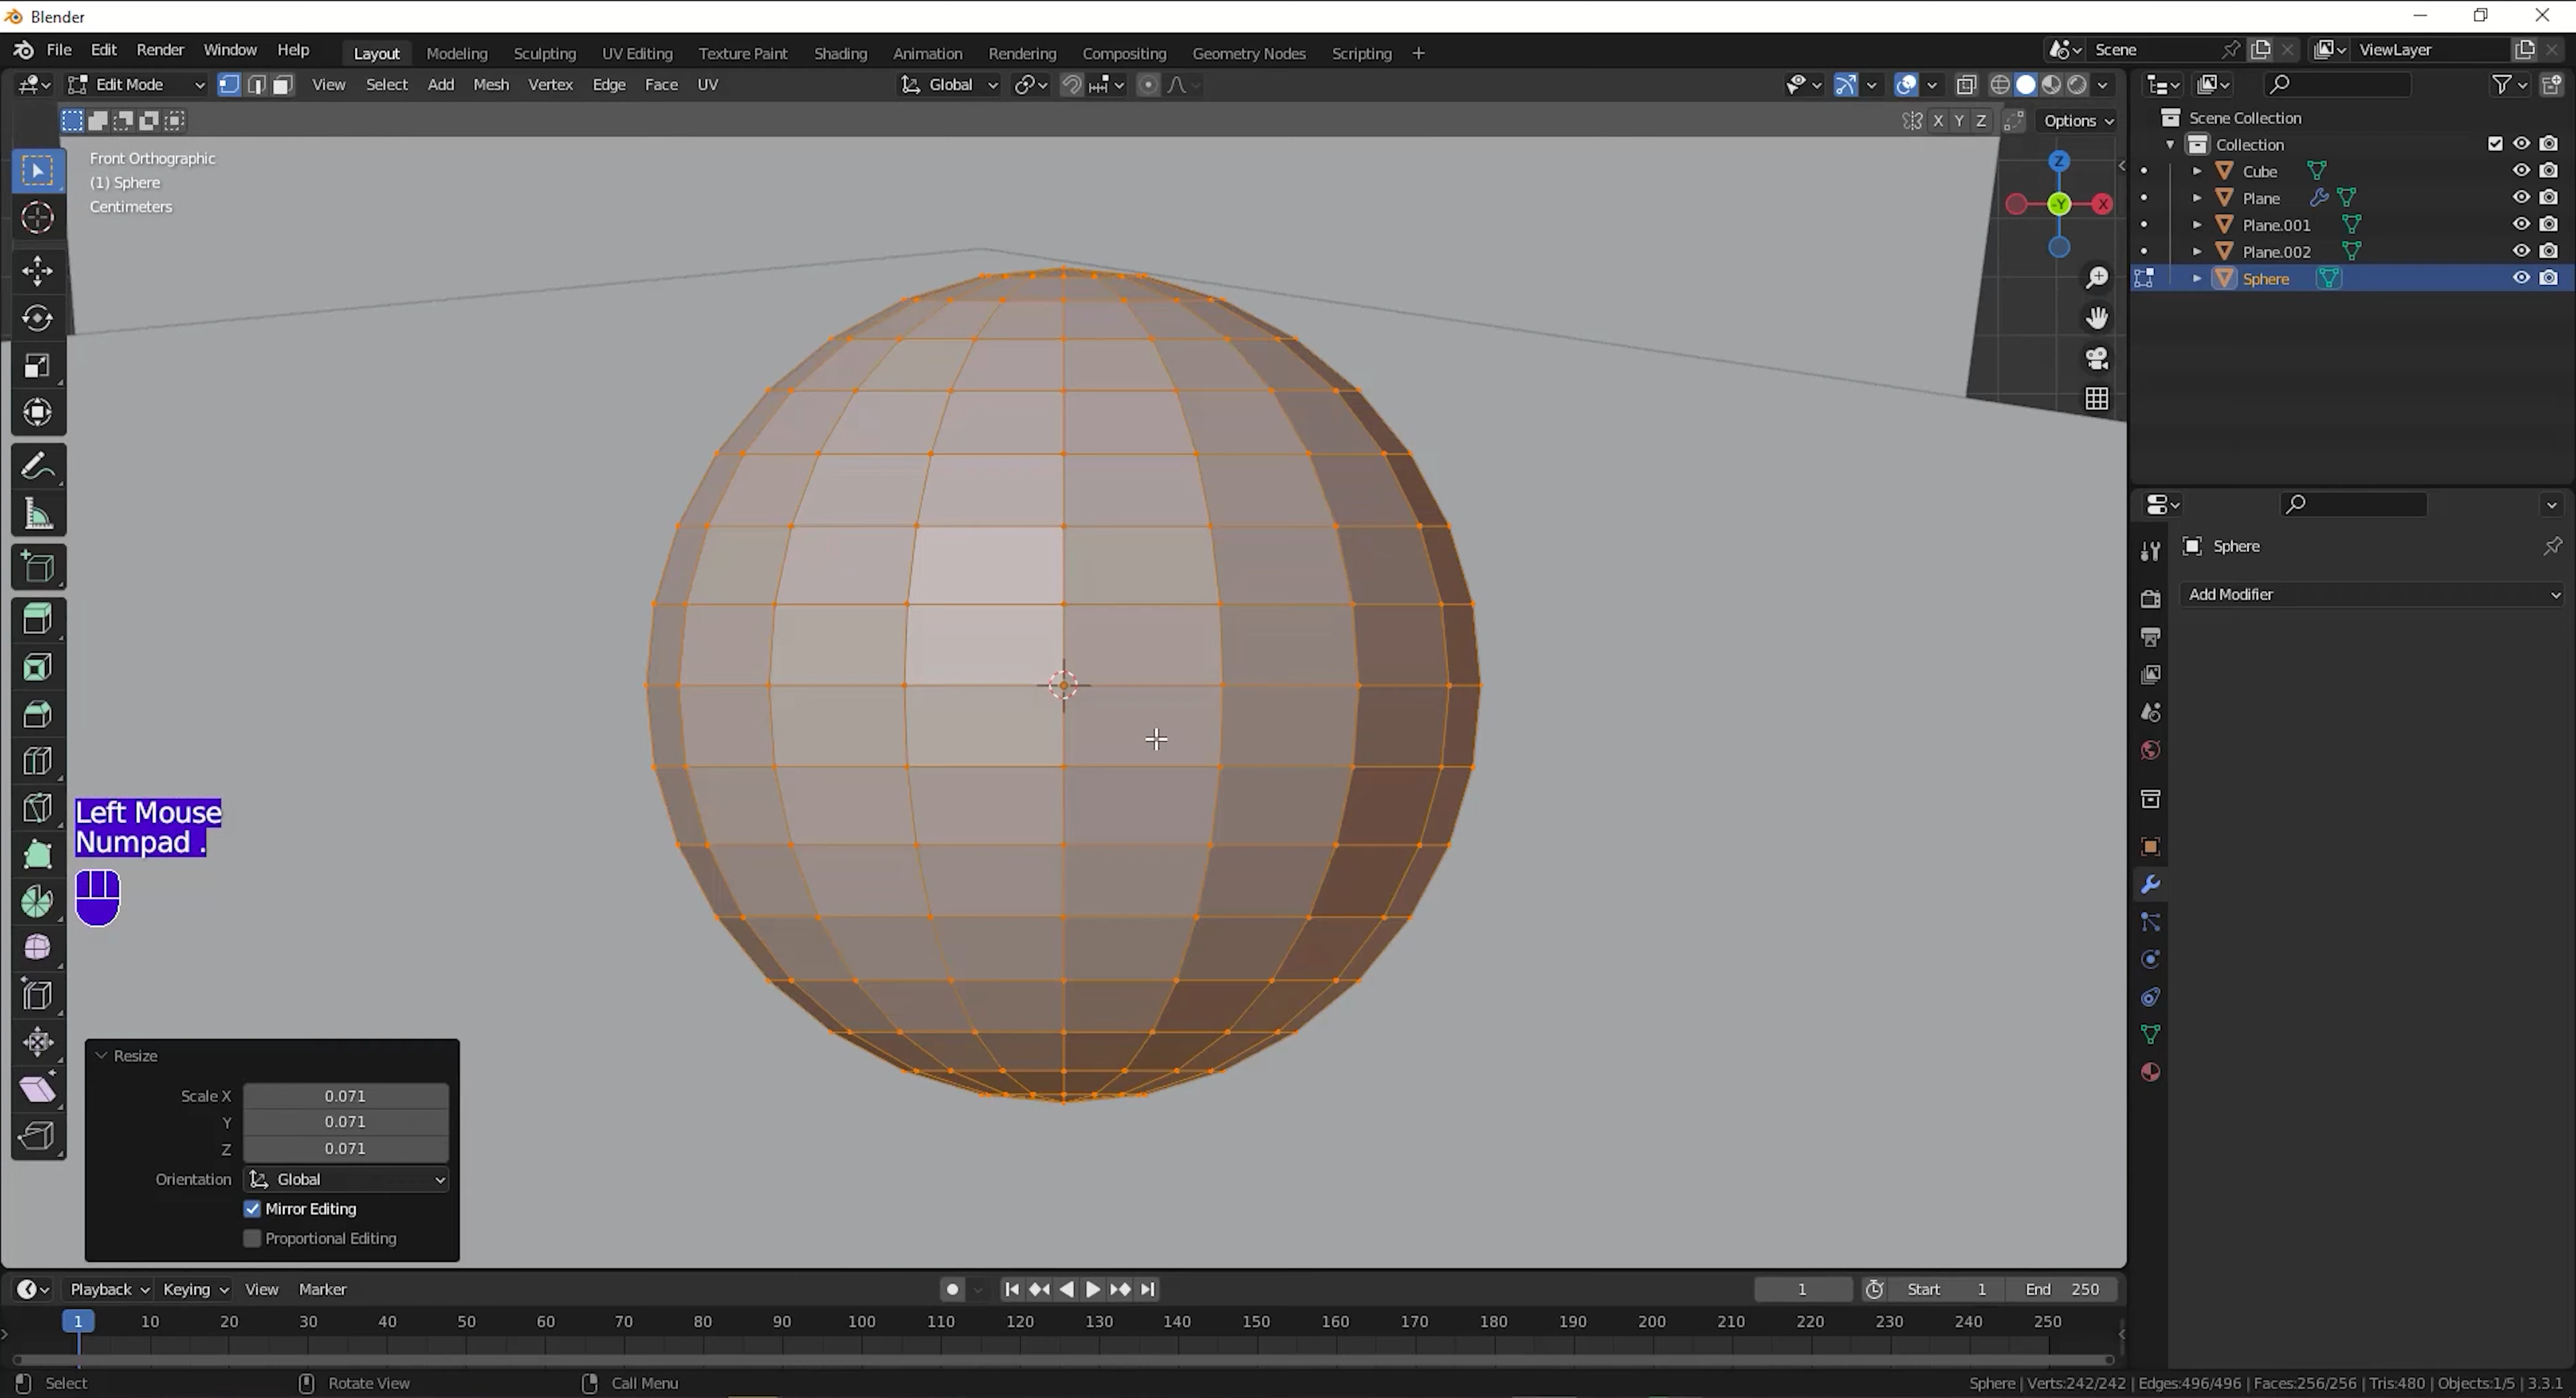 Blender
File Edit Render Window Help Layout Modeling Sculpting UV Editing Texture Paint Shading Animation Rendering Compositing Geometry Nodes Scripting + Scene ViewLayer
Edit Mode View Select Add Mesh Vertex Edge Face UV Global
X Y Z Options
Front Orthographic
(1) Sphere
Centimeters
Z
-Y
X
Scene Collection
Collection
Cube
Plane
Plane.001
Plane.002
Sphere
Sphere
Add Modifier
Left Mouse
Numpad .
Resize
Scale X 0.071
Y 0.071
Z 0.071
Orientation Global
Mirror Editing
Proportional Editing
Playback Keying View Marker 1 Start 1 End 250
1 10 20 30 40 50 60 70 80 90 100 110 120 130 140 150 160 170 180 190 200 210 220 230 240 250
Select Rotate View Call Menu Sphere | Verts:242/242 | Edges:496/496 | Faces:256/256 | Tris:480 | Objects:1/5 | 3.3.1